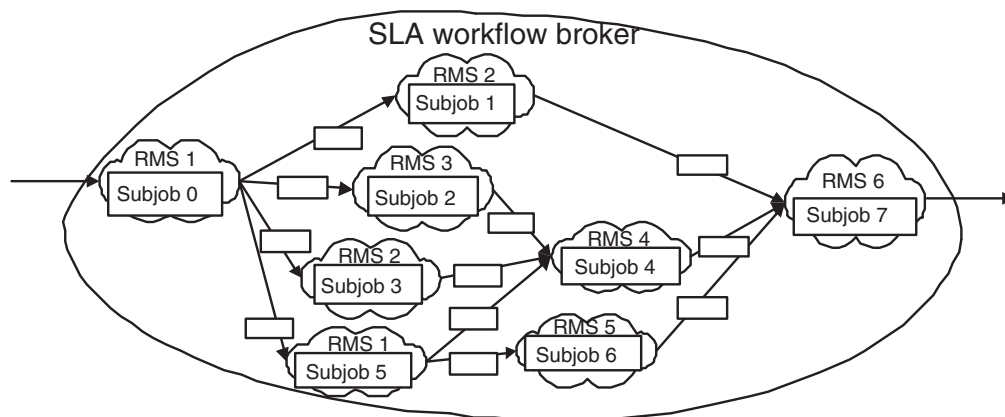 SLA workflow broker
RMS 2
Subjob 1
RMS 1
Subjob 0
RMS 3
Subjob 2
RMS 6
Subjob 7
RMS 4
Subjob 4
RMS 2
Subjob 3
RMS 5
Subjob 6
RMS 1
Subjob 5